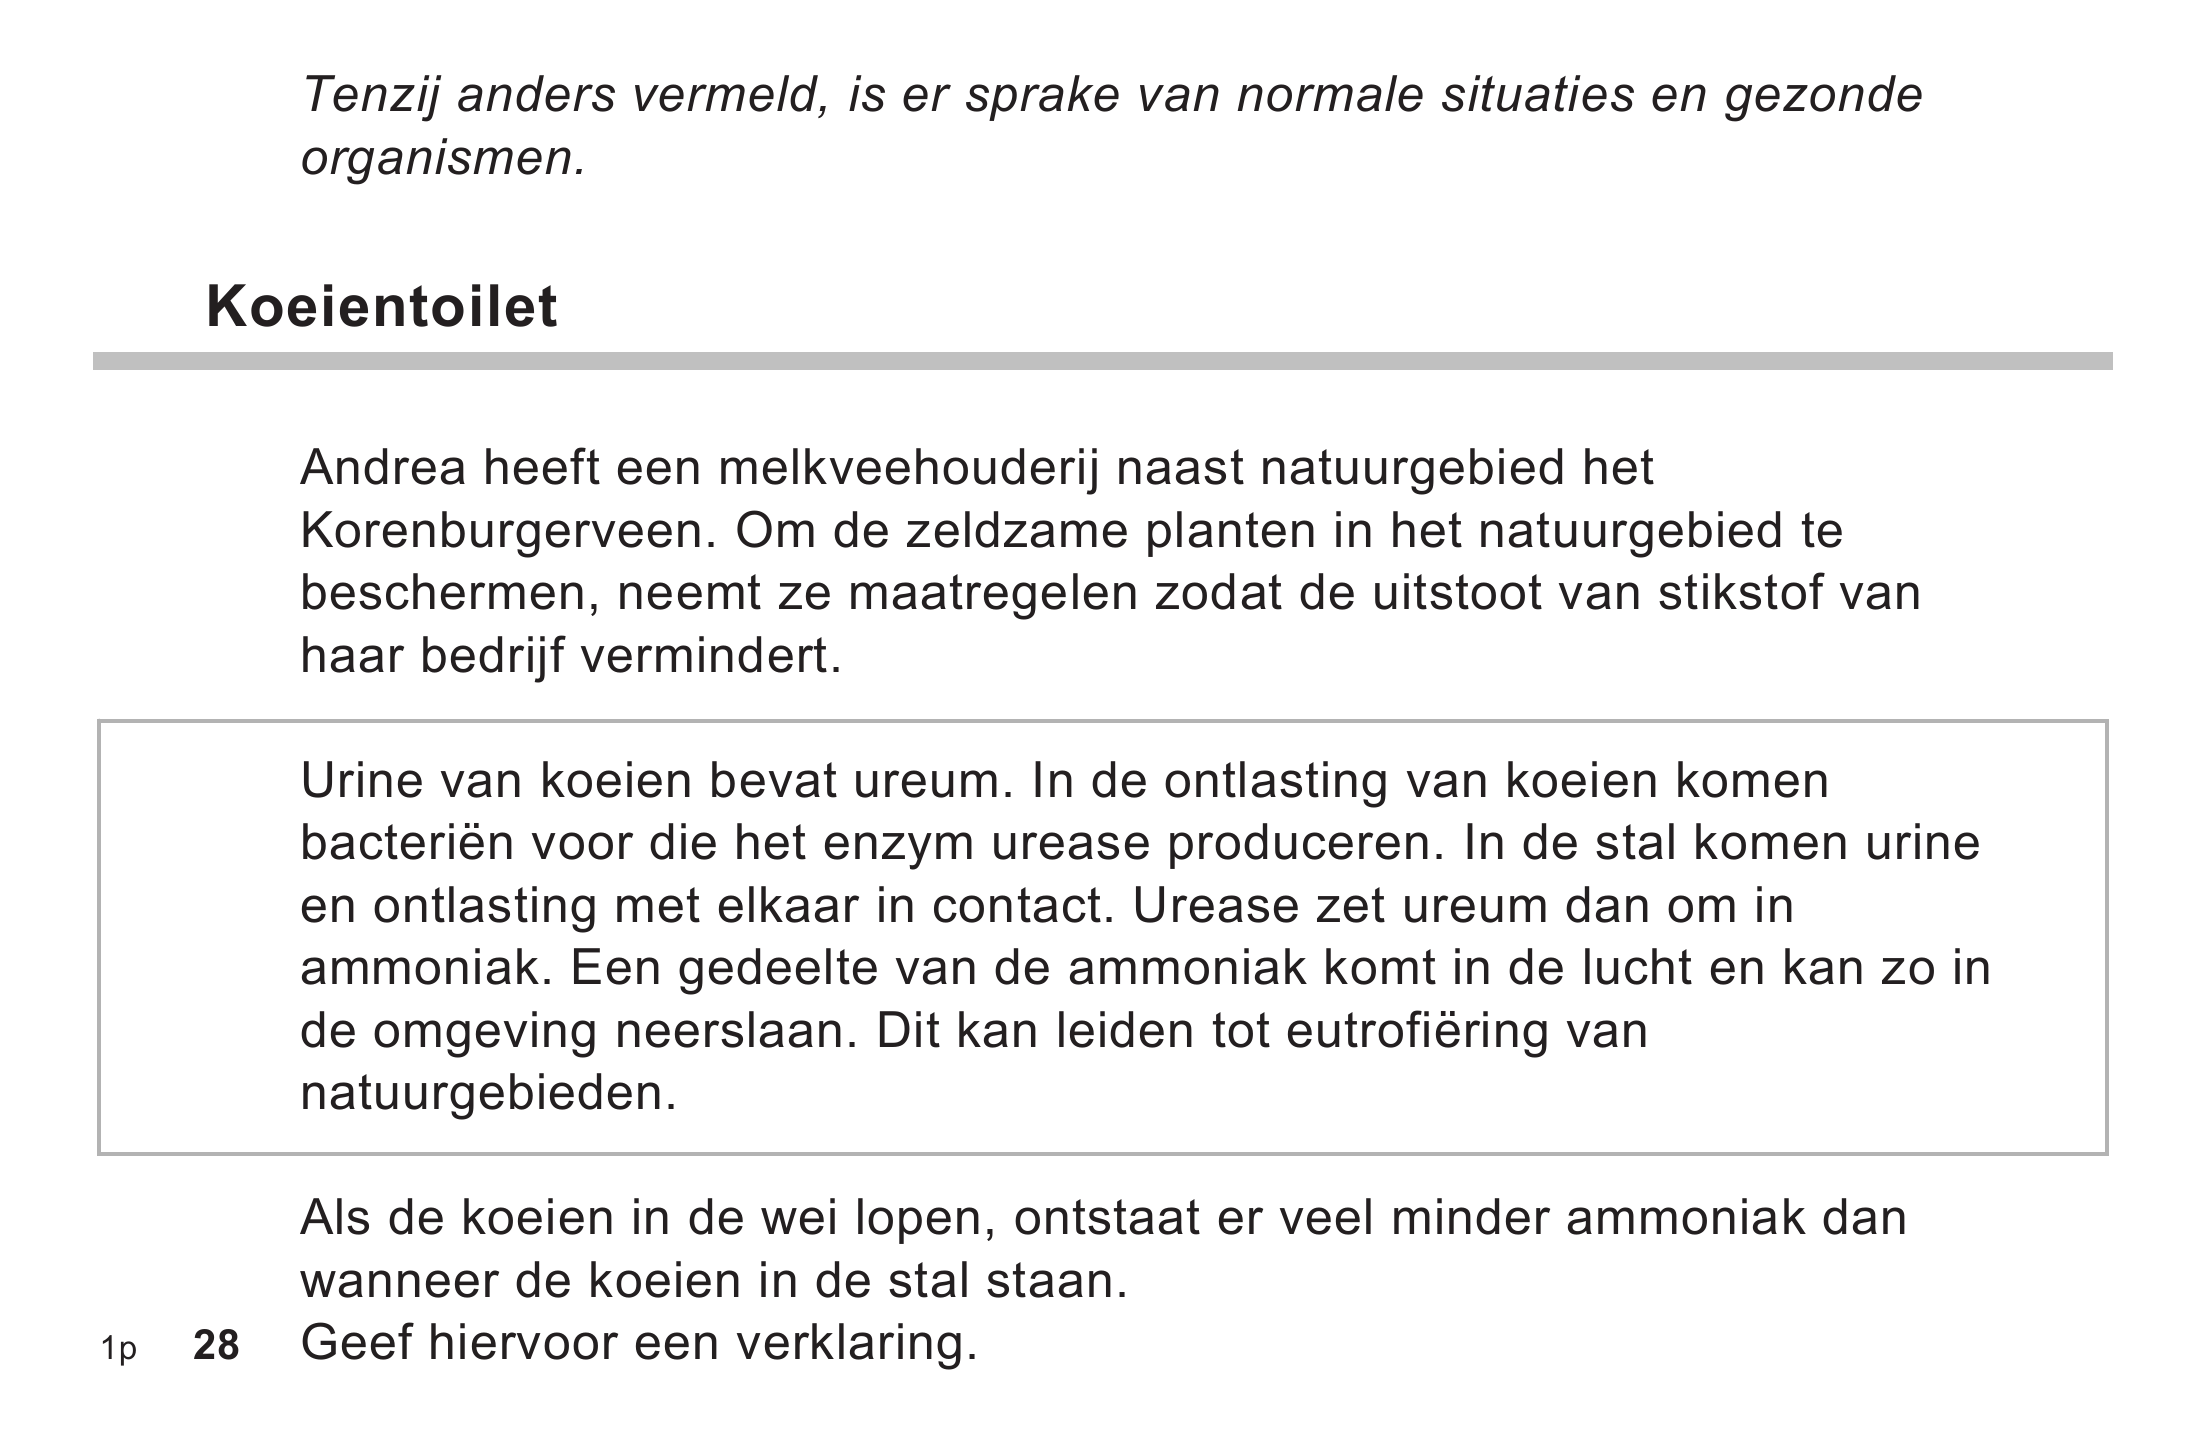 Tenzij anders vermeld, is er sprake van normale situaties en gezonde
organismen.
Koeientoilet
Andrea heeft een melkveehouderij naast natuurgebied het
Korenburgerveen. Om de zeldzame planten in het natuurgebied te
beschermen, neemt ze maatregelen zodat de uitstoot van stikstof van
haar bedrijf vermindert.
Urine van koeien bevat ureum. In de ontlasting van koeien komen
bacteriën voor die het enzym urease produceren. In de stal komen urine
en ontlasting met elkaar in contact. Urease zet ureum dan om in
ammoniak. Een gedeelte van de ammoniak komt in de lucht en kan zo in
de omgeving neerslaan. Dit kan leiden tot eutrofiëring van
natuurgebieden.
Als de koeien in de wei lopen, ontstaat er veel minder ammoniak dan
wanneer de koeien in de stal staan.
1p 28 Geef hiervoor een verklaring.